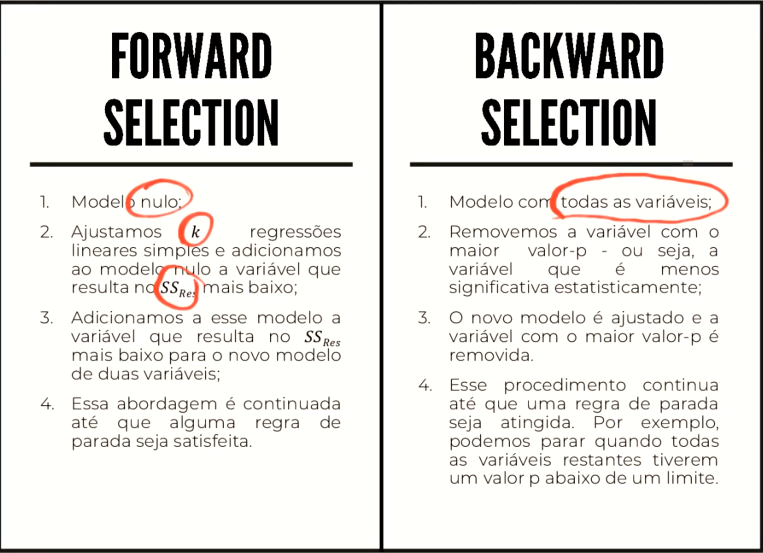 FORWARD
SELECTION
1. Modelo nulo;
2. Ajustamos k regressões
lineares simples e adicionamos
ao modelo nulo a variável que
resulta no SS_Res mais baixo;
3. Adicionamos a esse modelo a
variável que resulta no SS_Res
mais baixo para o novo modelo
de duas variáveis;
4. Essa abordagem é continuada
até que alguma regra de
parada seja satisfeita.
BACKWARD
SELECTION
1. Modelo com todas as variáveis;
2. Removemos a variável com o
maior valor-p - ou seja, a
variável que é menos
significativa estatisticamente;
3. O novo modelo é ajustado e a
variável com o maior valor-p é
removida.
4. Esse procedimento continua
até que uma regra de parada
seja atingida. Por exemplo,
podemos parar quando todas
as variáveis restantes tiverem
um valor p abaixo de um limite.